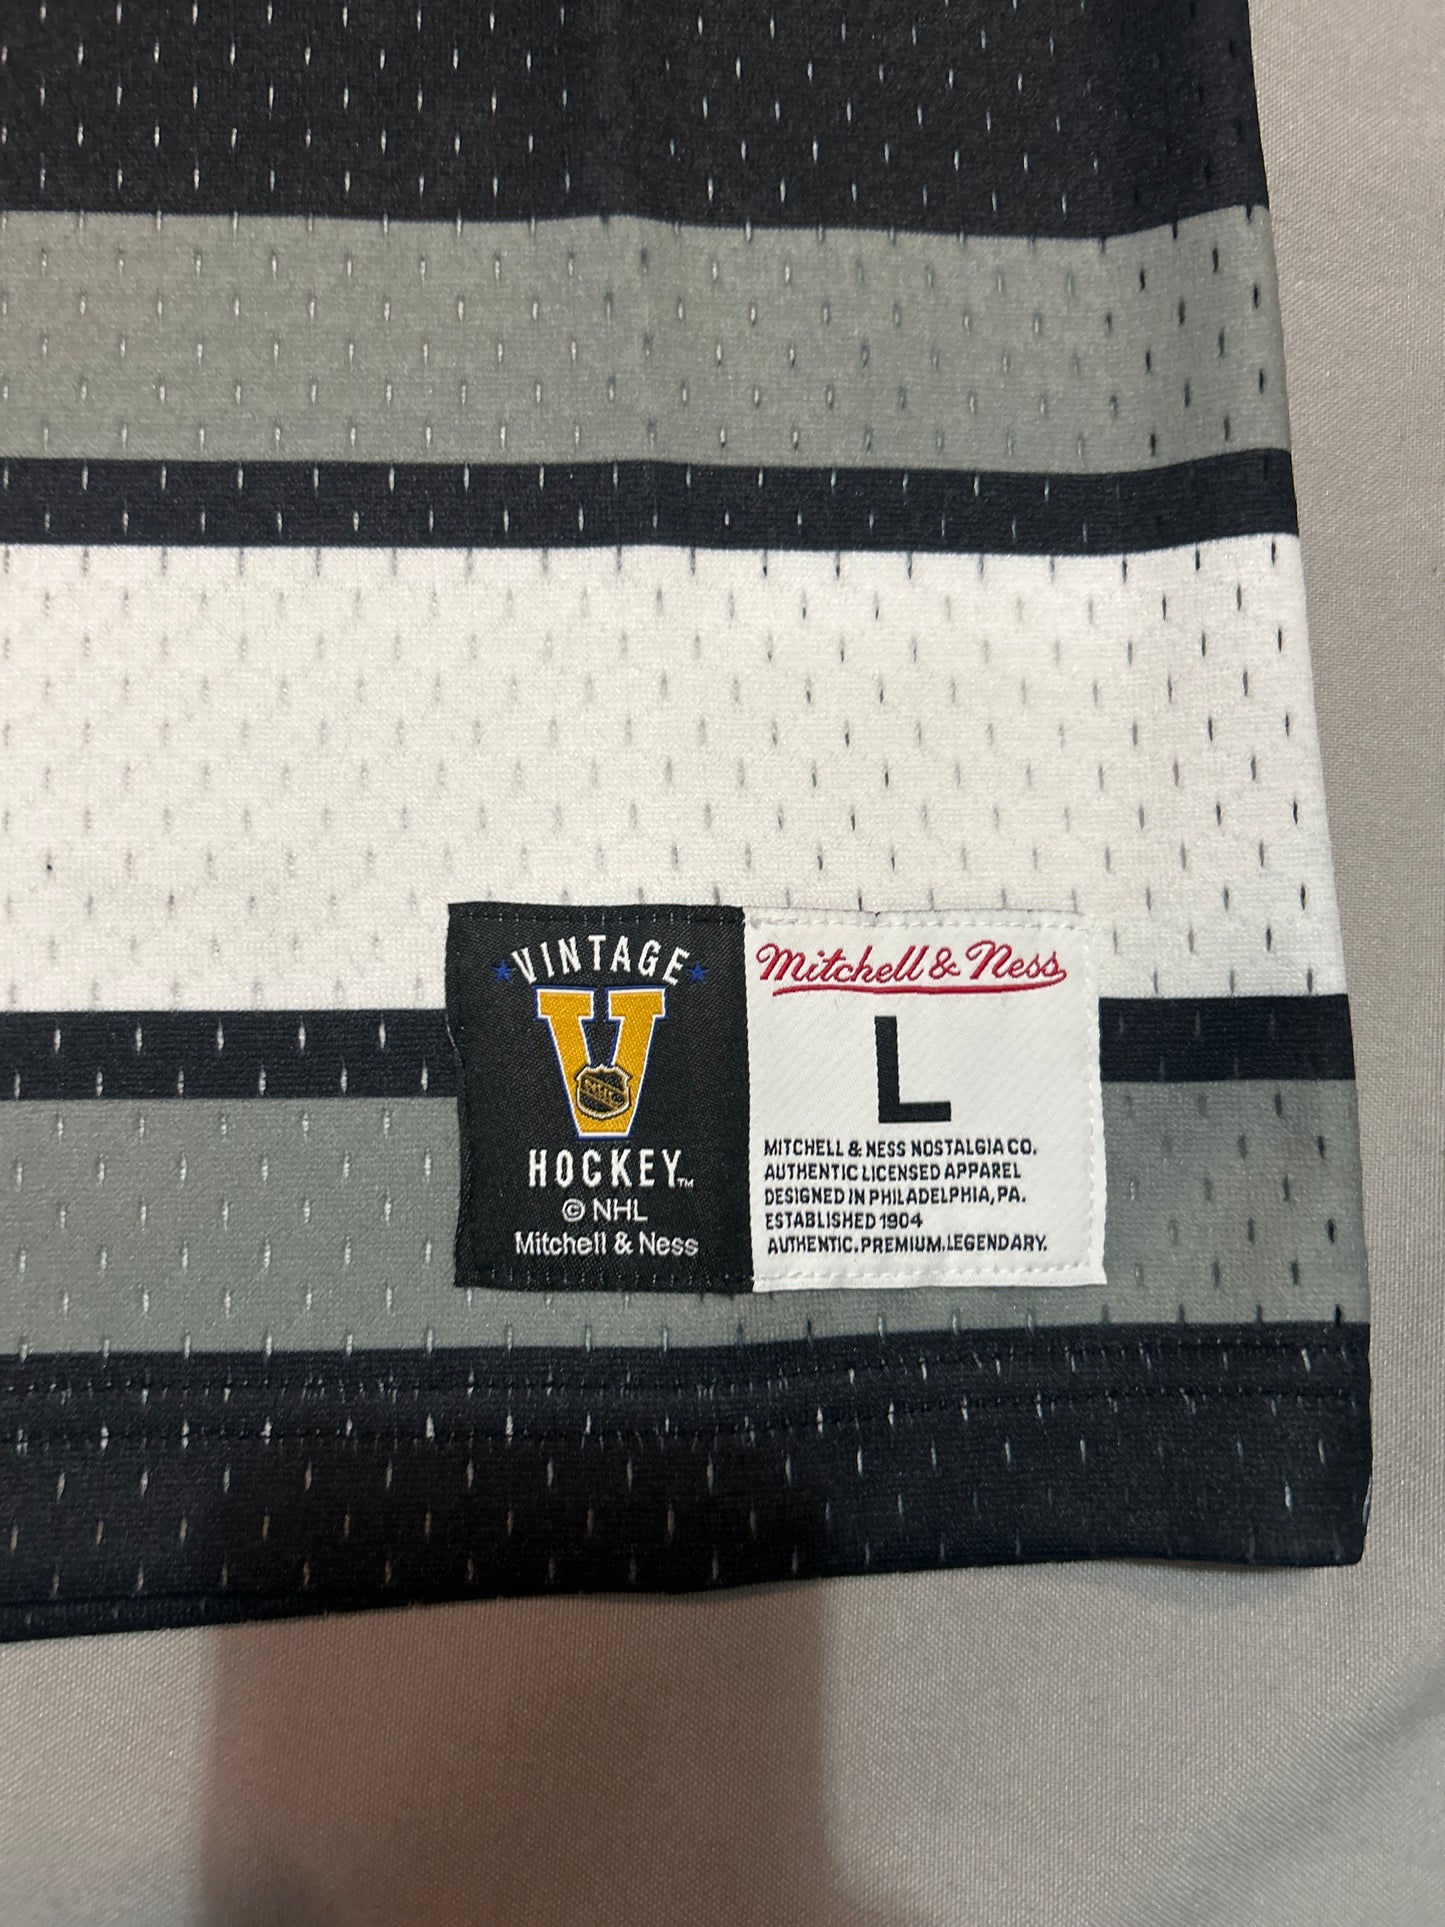 VINTAGE
V
HOCKEY™
© NHL
Mitchell & Ness
Mitchell & Ness
L
MITCHELL & NESS NOSTALGIA CO.
AUTHENTIC LICENSED APPAREL
DESIGNED IN PHILADELPHIA, PA.
ESTABLISHED 1904
AUTHENTIC. PREMIUM. LEGENDARY.